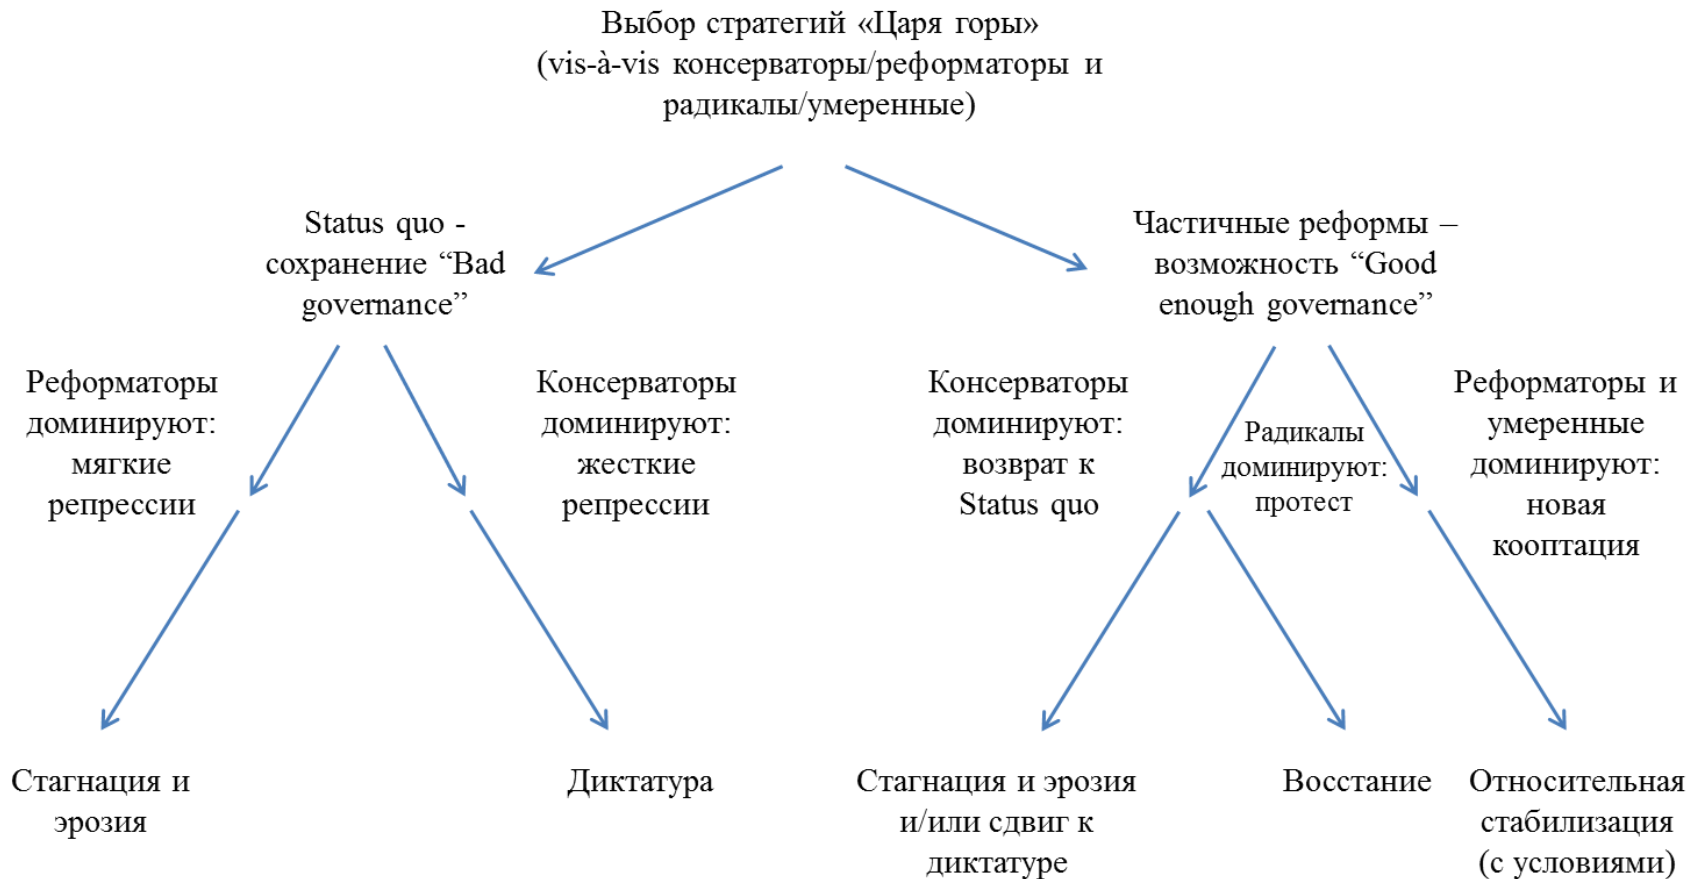 Выбор стратегий «Царя горы»
(vis-à-vis консерваторы/реформаторы и
радикалы/умеренные)
Status quo -
сохранение “Bad
governance”
Частичные реформы –
возможность “Good
enough governance”
Реформаторы
доминируют:
мягкие
репрессии
Консерваторы
доминируют:
жесткие
репрессии
Консерваторы
доминируют:
возврат к
Status quo
Радикалы
доминируют:
протест
Реформаторы и
умеренные
доминируют:
новая
кооптация
Стагнация и
эрозия
Диктатура
Стагнация и эрозия
и/или сдвиг к
диктатуре
Восстание
Относительная
стабилизация
(с условиями)